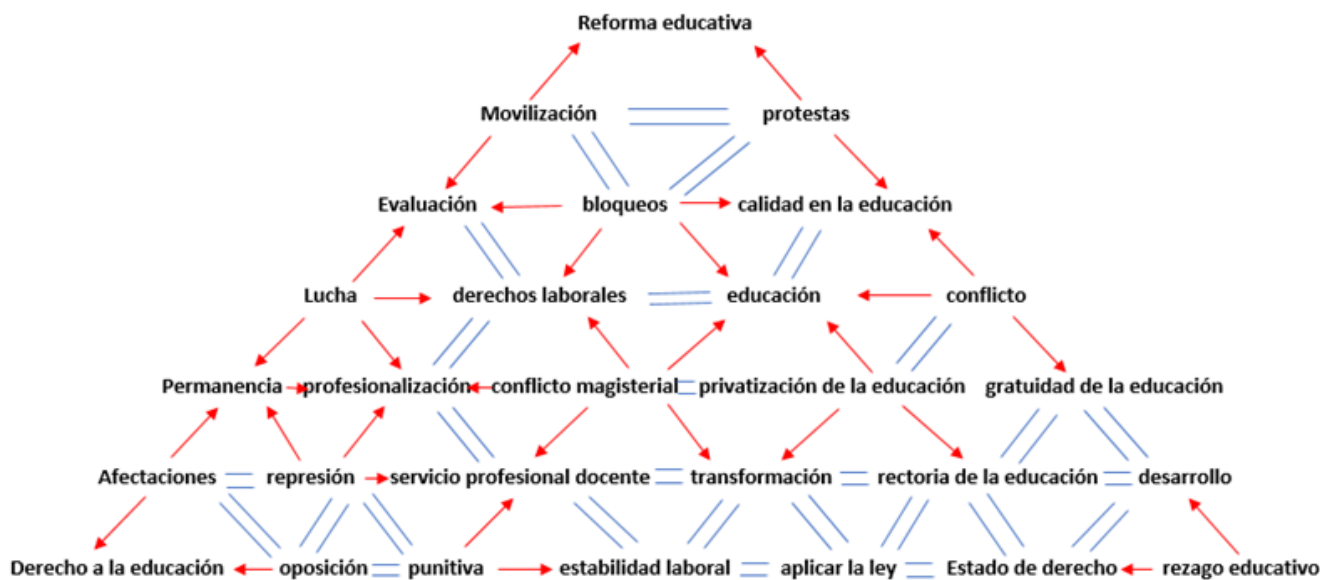 Reforma educativa
Movilización protestas
Evaluación bloqueos calidad en la educación
Lucha derechos laborales educación conflicto
Permanencia profesionalización conflicto magisterial privatización de la educación gratuidad de la educación
Afectaciones represión servicio profesional docente transformación rectoria de la educación desarrollo
Derecho a la educación oposición punitiva estabilidad laboral aplicar la ley Estado de derecho rezago educativo